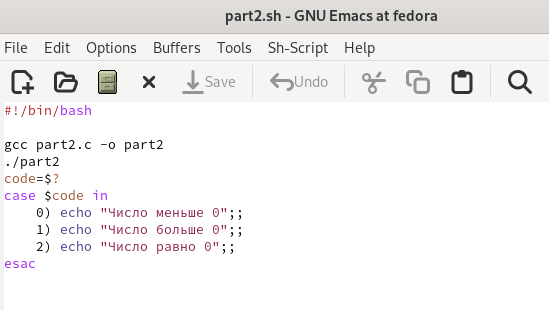 part2.sh - GNU Emacs at fedora
File Edit Options Buffers Tools Sh-Script Help
Save Undo
#!/bin/bash
gcc part2.c -o part2
./part2
code=$?
case $code in
    0) echo "Число меньше 0";;
    1) echo "Число больше 0";;
    2) echo "Число равно 0";;
esac